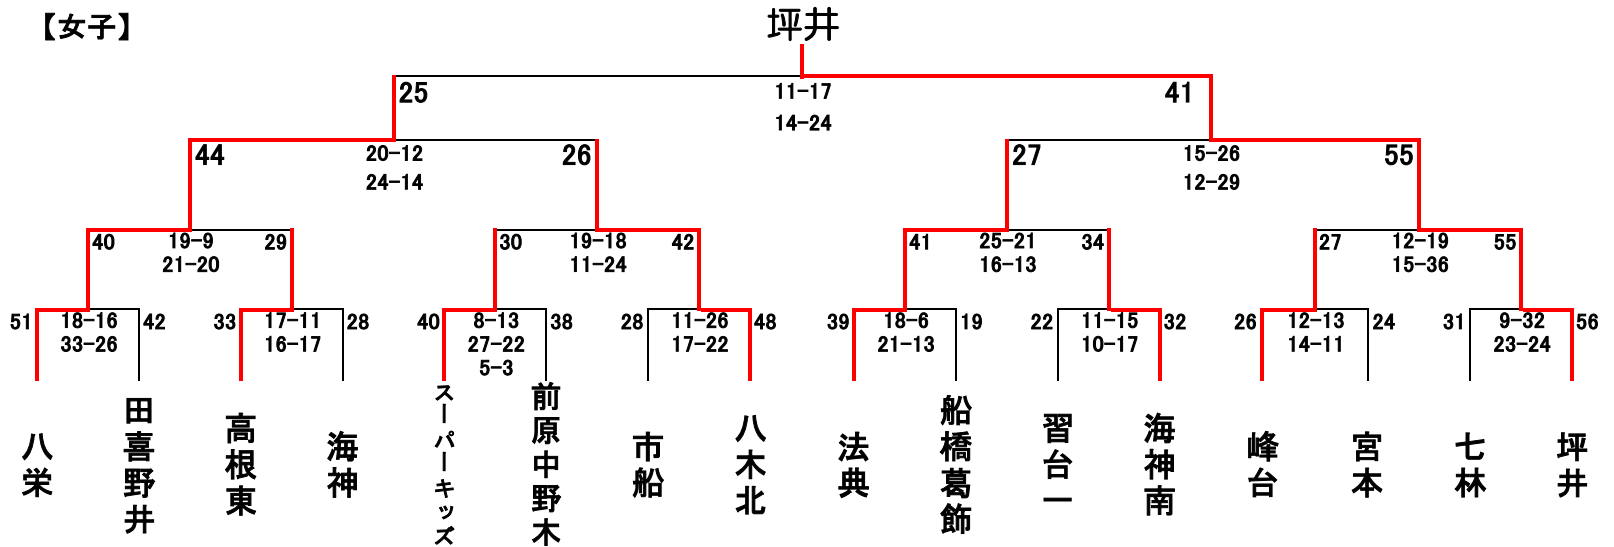 【女子】
坪井
25 11-17 41
14-24
44 20-12 26 27 15-26 55
24-14 12-29
40 19-9 29 30 19-18 42 41 25-21 34 27 12-19 55
21-20 11-24 16-13 15-36
51 18-16 42 33 17-11 28 40 8-13 38 28 11-26 48 39 18-6 19 22 11-15 32 26 12-13 24 31 9-32 56
33-26 16-17 27-22 17-22 21-13 10-17 14-11 23-24
5-3
八栄
田喜野井
高根東
海神
スーパーキッズ
前原中野木
市船
八木北
法典
船橋葛飾
習台一
海神南
峰台
宮本
七林
坪井